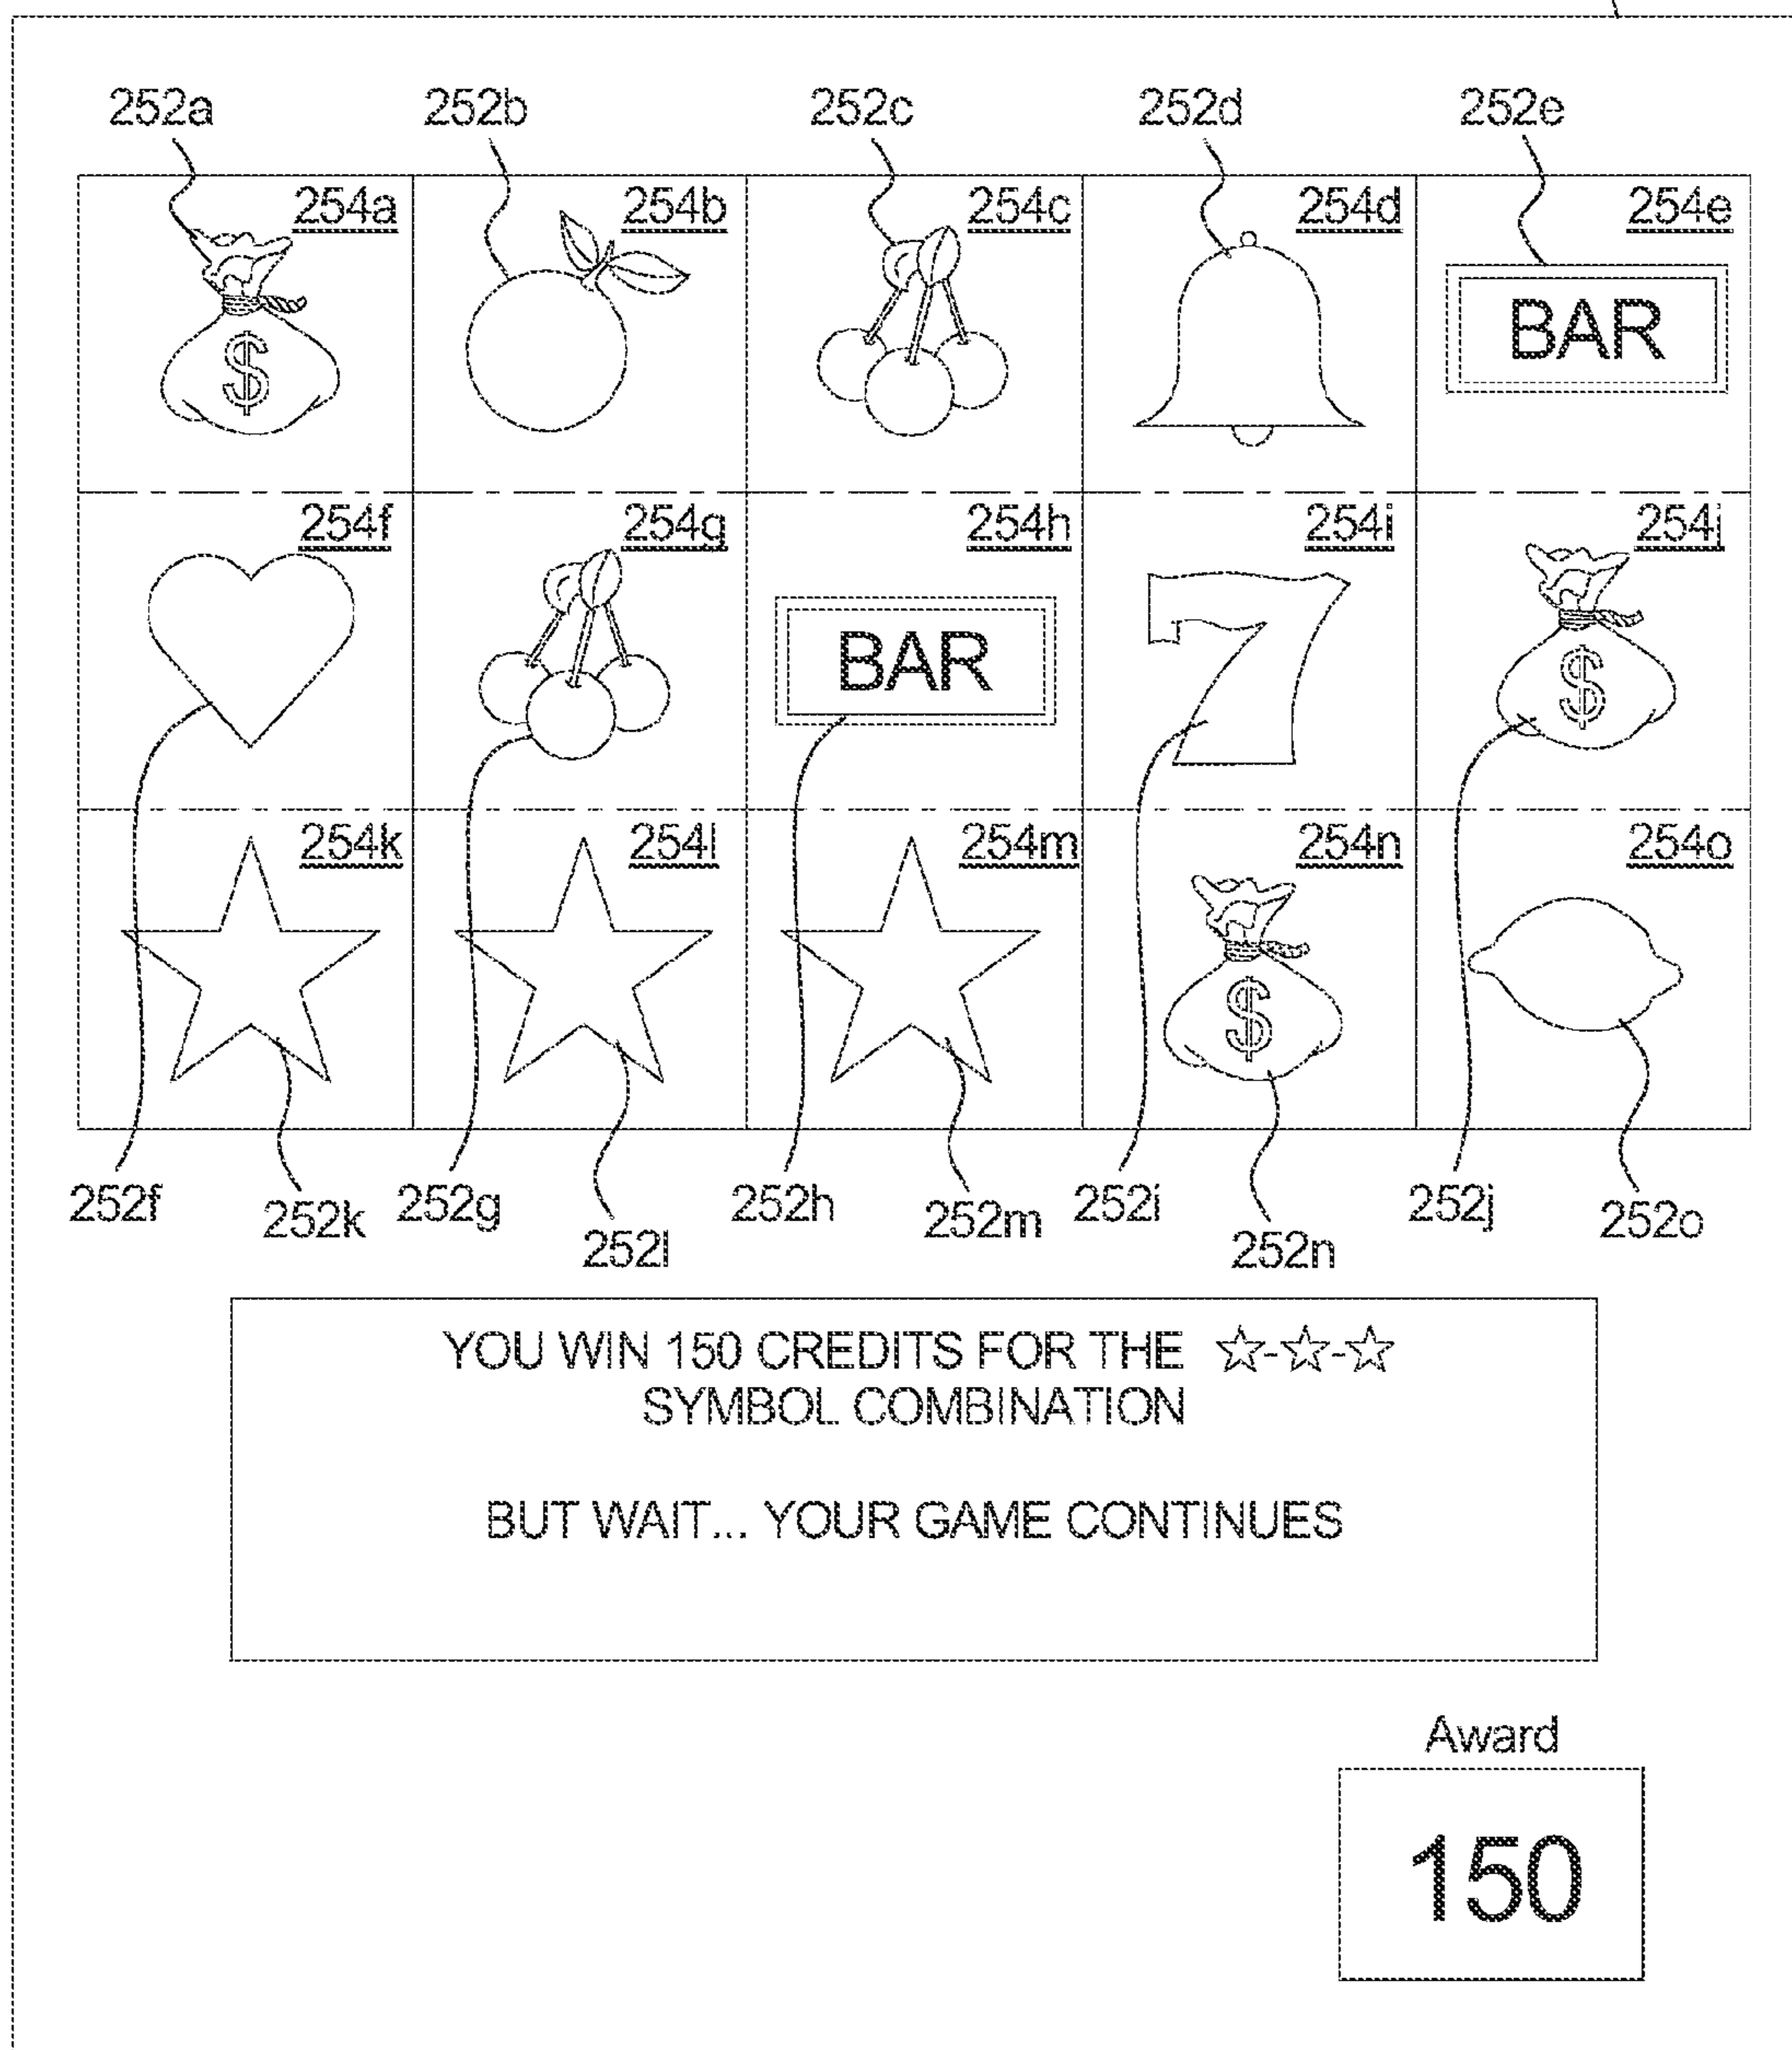 252a 252b 252c 252d 252e
254a 254b 254c 254d 254e
$ BAR
254f 254g 254h 254i 254j
BAR 7 $
254k 254l 254m 254n 254o
$
252f 252k 252g 252l 252h 252m 252i 252n 252j 252o
YOU WIN 150 CREDITS FOR THE ☆-☆-☆
SYMBOL COMBINATION
BUT WAIT... YOUR GAME CONTINUES
Award
150